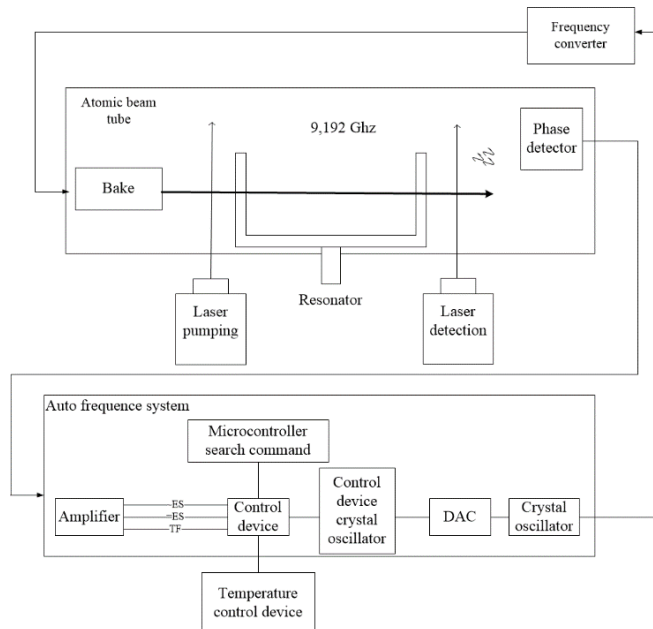 Frequency
converter
Atomic beam
tube
9,192 Ghz
Phase
detector
Bake
Resonator
Laser
pumping
Laser
detection
Auto frequence system
Microcontroller
search command
Control
device
crystal
oscillator
Amplifier
ES
=ES
TF
Control
device
DAC
Crystal
oscillator
Temperature
control device